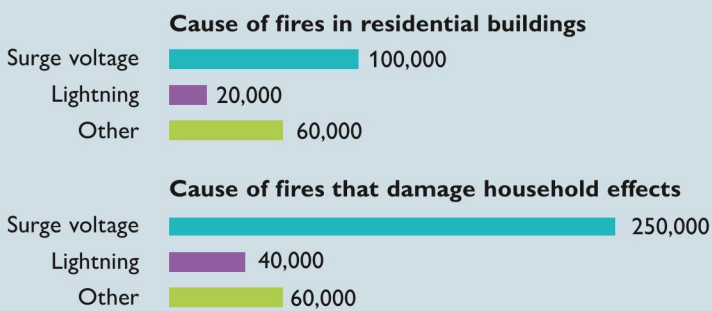 Cause of fires in residential buildings
Surge voltage 100,000
Lightning 20,000
Other 60,000
Cause of fires that damage household effects
Surge voltage 250,000
Lightning 40,000
Other 60,000